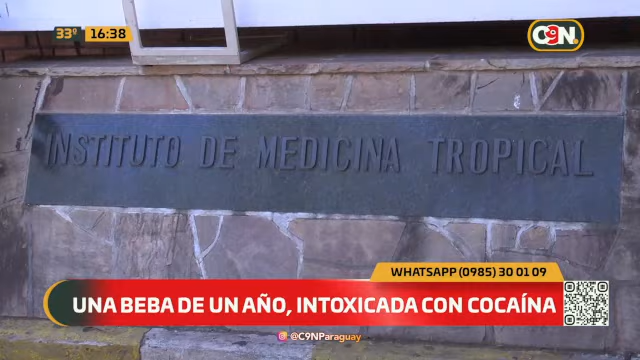 33º 16:38
C9N
INSTITUTO DE MEDICINA TROPICAL
WHATSAPP (0985) 30 01 09
UNA BEBA DE UN AÑO, INTOXICADA CON COCAÍNA
@C9NParaguay